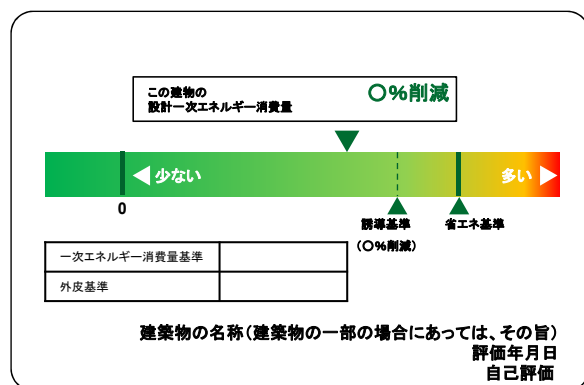 この建物の
設計一次エネルギー消費量
〇%削減
少ない
多い
0
誘導基準
(〇%削減)
省エネ基準
一次エネルギー消費量基準
外皮基準
建築物の名称(建築物の一部の場合にあっては、その旨)
評価年月日
自己評価